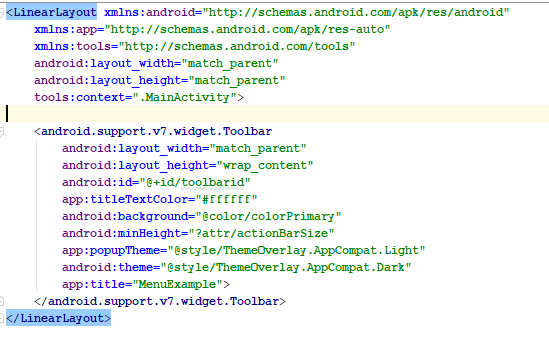 <LinearLayout xmlns:android="http://schemas.android.com/apk/res/android"
    xmlns:app="http://schemas.android.com/apk/res-auto"
    xmlns:tools="http://schemas.android.com/tools"
    android:layout_width="match_parent"
    android:layout_height="match_parent"
    tools:context=".MainActivity">

    <android.support.v7.widget.Toolbar
        android:layout_width="match_parent"
        android:layout_height="wrap_content"
        android:id="@+id/toolbarid"
        app:titleTextColor="#ffffff"
        android:background="@color/colorPrimary"
        android:minHeight="?attr/actionBarSize"
        app:popupTheme="@style/ThemeOverlay.AppCompat.Light"
        android:theme="@style/ThemeOverlay.AppCompat.Dark"
        app:title="MenuExample">
    </android.support.v7.widget.Toolbar>
</LinearLayout>